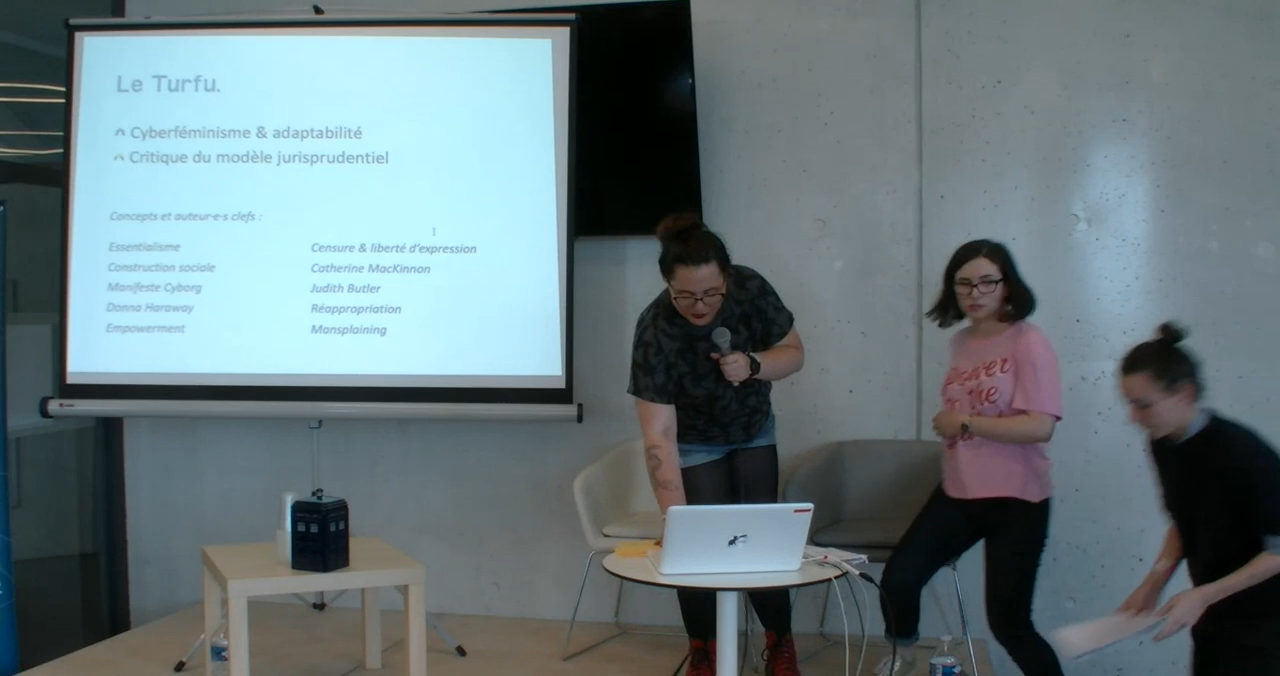 Le Turfu.
Cyberféminisme & adaptabilité
Critique du modèle jurisprudentiel
Concepts et auteur·e·s clefs :
Essentialisme
Construction sociale
Manifeste Cyborg
Donna Haraway
Empowerment
Censure & liberté d'expression
Catherine MacKinnon
Judith Butler
Réappropriation
Mansplaining